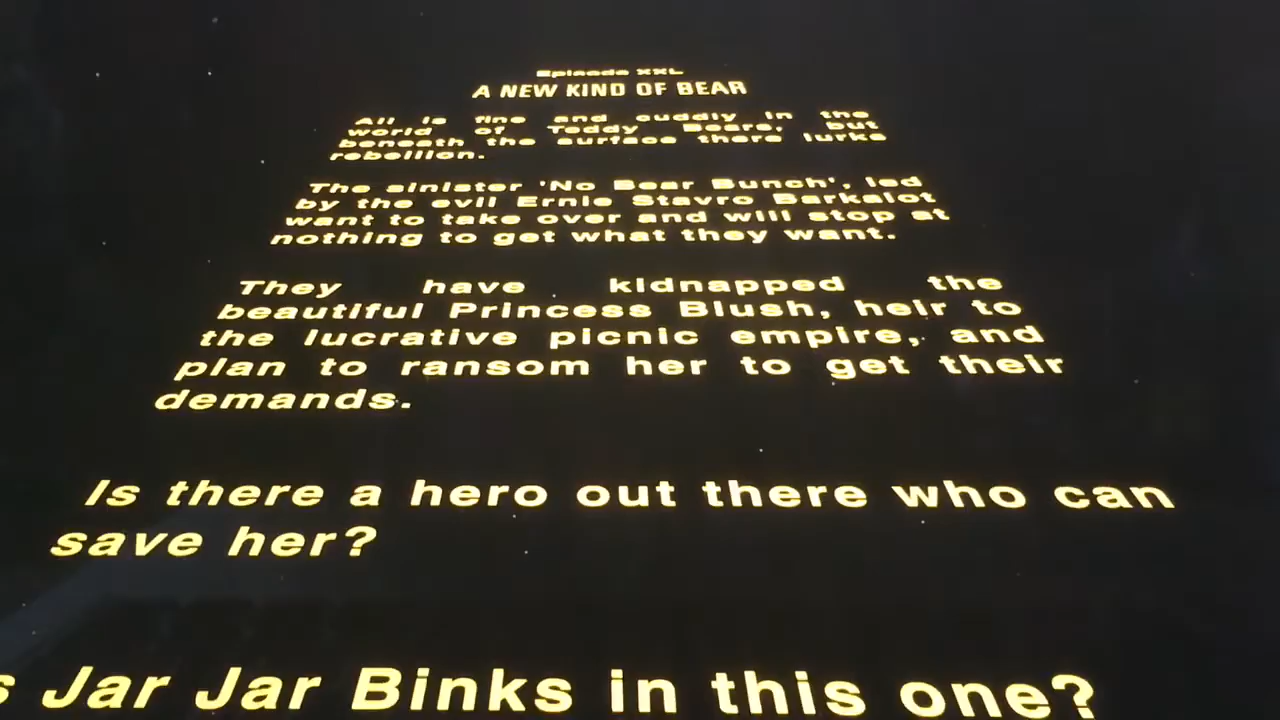 Episode XXL
A NEW KIND OF BEAR
All is fine and cuddly in the
world of Teddy Bears, but
beneath the surface there lurks
rebellion.
The sinister 'No Bear Bunch', led
by the evil Ernie Stavro Barkalot
want to take over and will stop at
nothing to get what they want.
They have kidnapped the
beautiful Princess Blush, heir to
the lucrative picnic empire, and
plan to ransom her to get their
demands.
Is there a hero out there who can
save her?
Jar Jar Binks in this one?